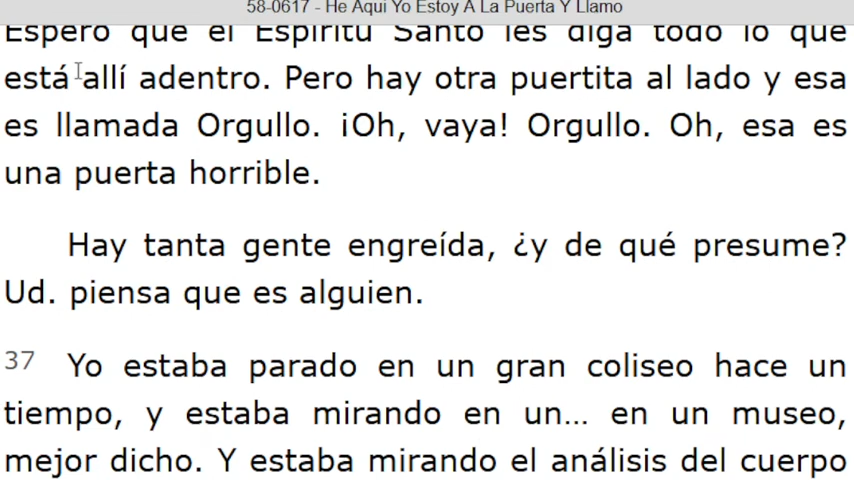 58-0617 - He Aqui Yo Estoy A La Puerta Y Llamo
Espero que el Espíritu Santo les diga todo lo que
está allí adentro. Pero hay otra puertita al lado y esa
es llamada Orgullo. ¡Oh, vaya! Orgullo. Oh, esa es
una puerta horrible.
Hay tanta gente engreída, ¿y de qué presume?
Ud. piensa que es alguien.
37 Yo estaba parado en un gran coliseo hace un
tiempo, y estaba mirando en un... en un museo,
mejor dicho. Y estaba mirando el análisis del cuerpo